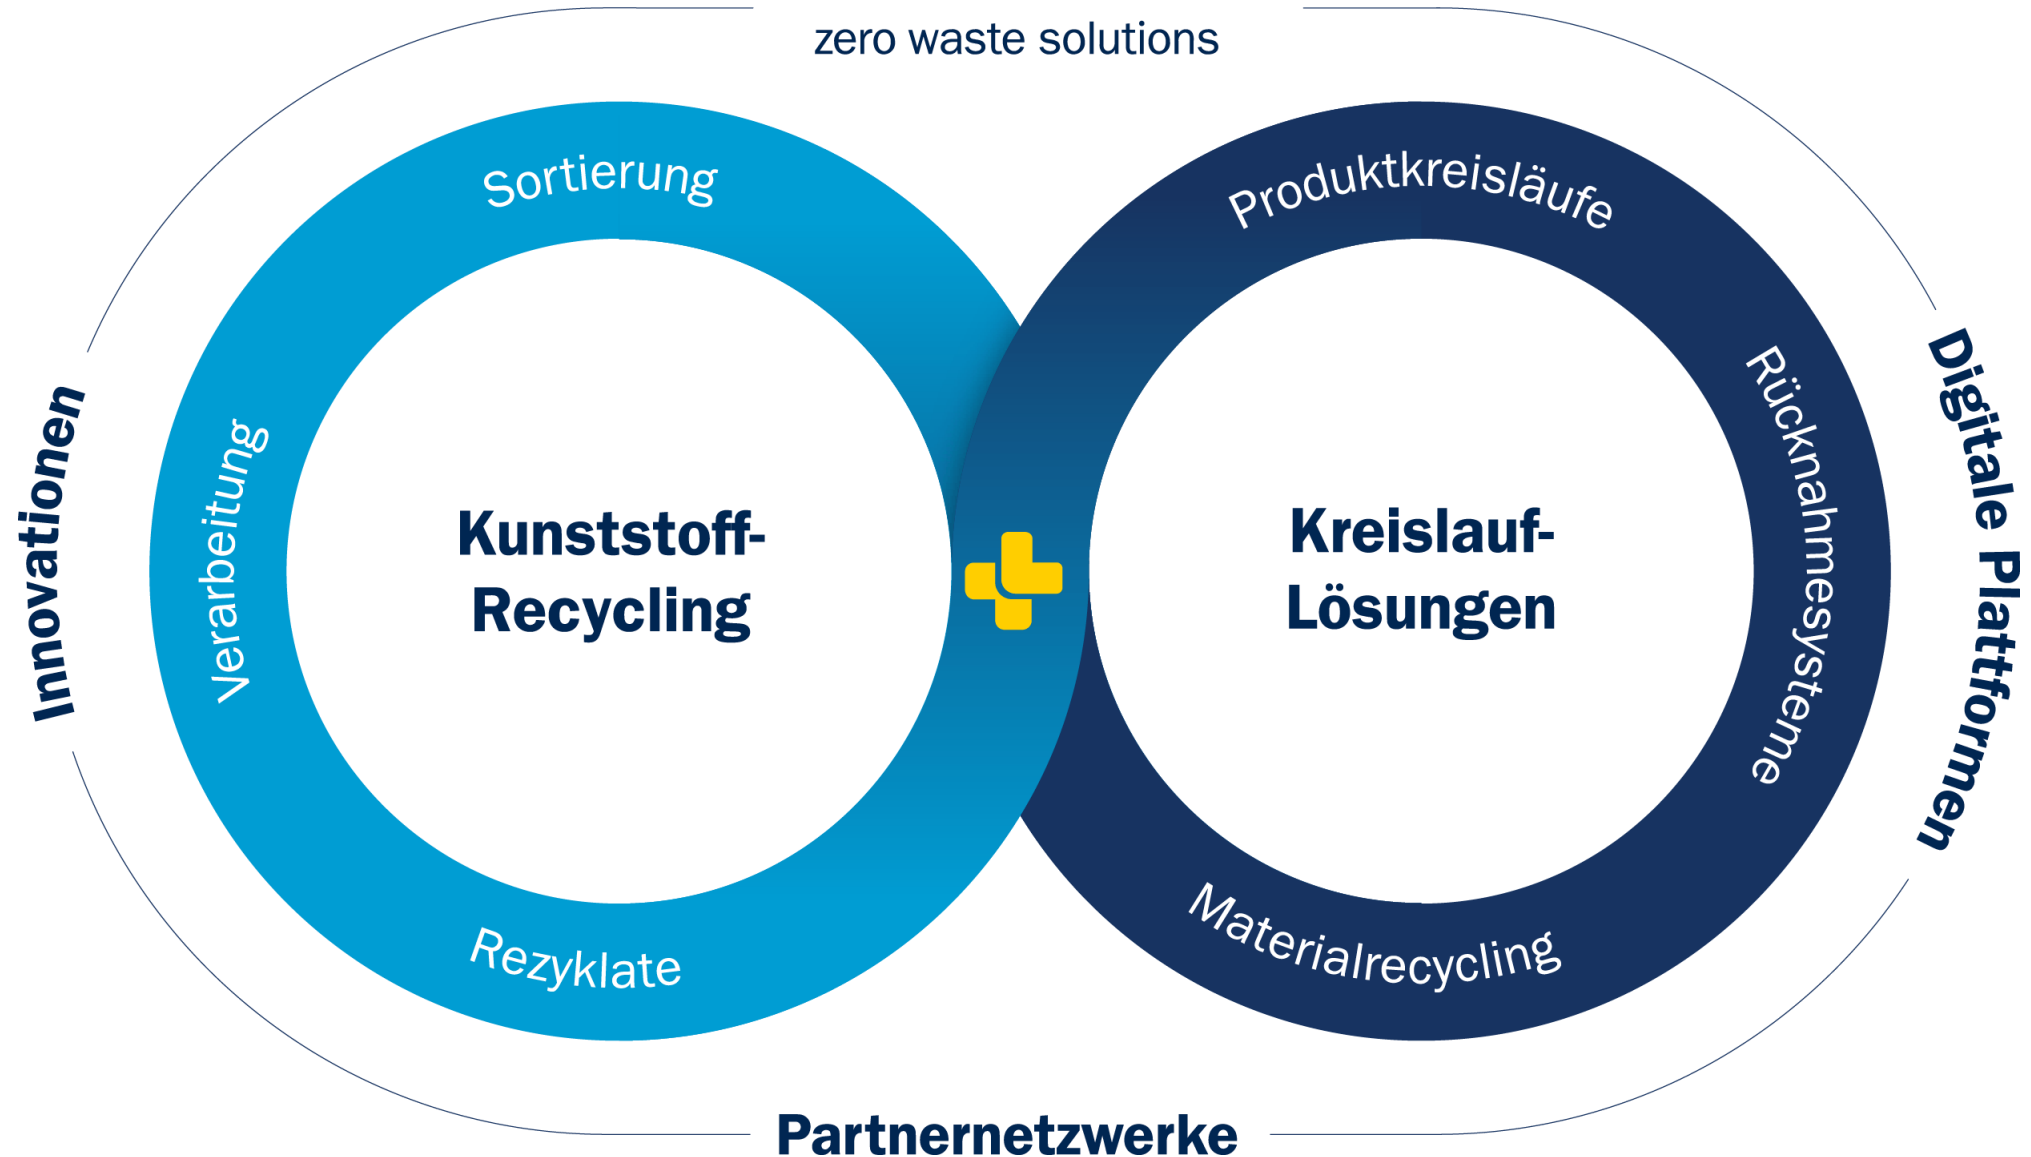 zero waste solutions
Sortierung
Verarbeitung
Rezyklate
Kunststoff-
Recycling
Produktkreisläufe
Rücknahmesysteme
Materialrecycling
Kreislauf-
Lösungen
Innovationen
Digitale Plattformen
Partnernetzwerke